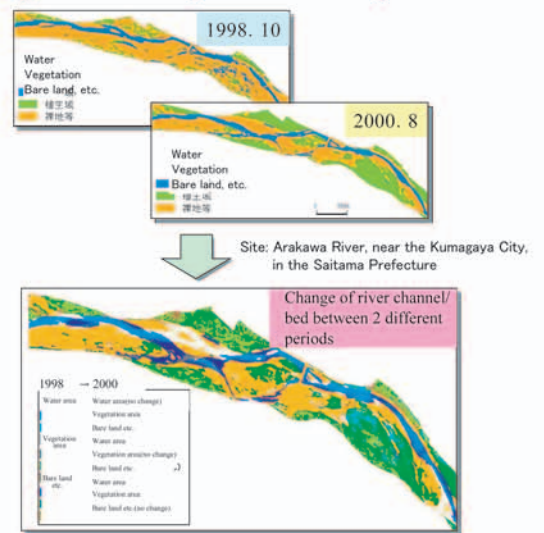 1998. 10
Water
Vegetation
Bare land, etc.
植生域
裸地等
2000. 8
Water
Vegetation
Bare land, etc.
裸地等
Site: Arakawa River, near the Kumagaya City,
in the Saitama Prefecture
Change of river channel/
bed between 2 different
periods
1998 → 2000
Water area Water area(no change)
Vegetation area
Bare land etc.
Vegetation area Water area
Vegetation area(no change)
Bare land etc.
Bare land etc. Water area
Vegetation area
Bare land etc.(no change)